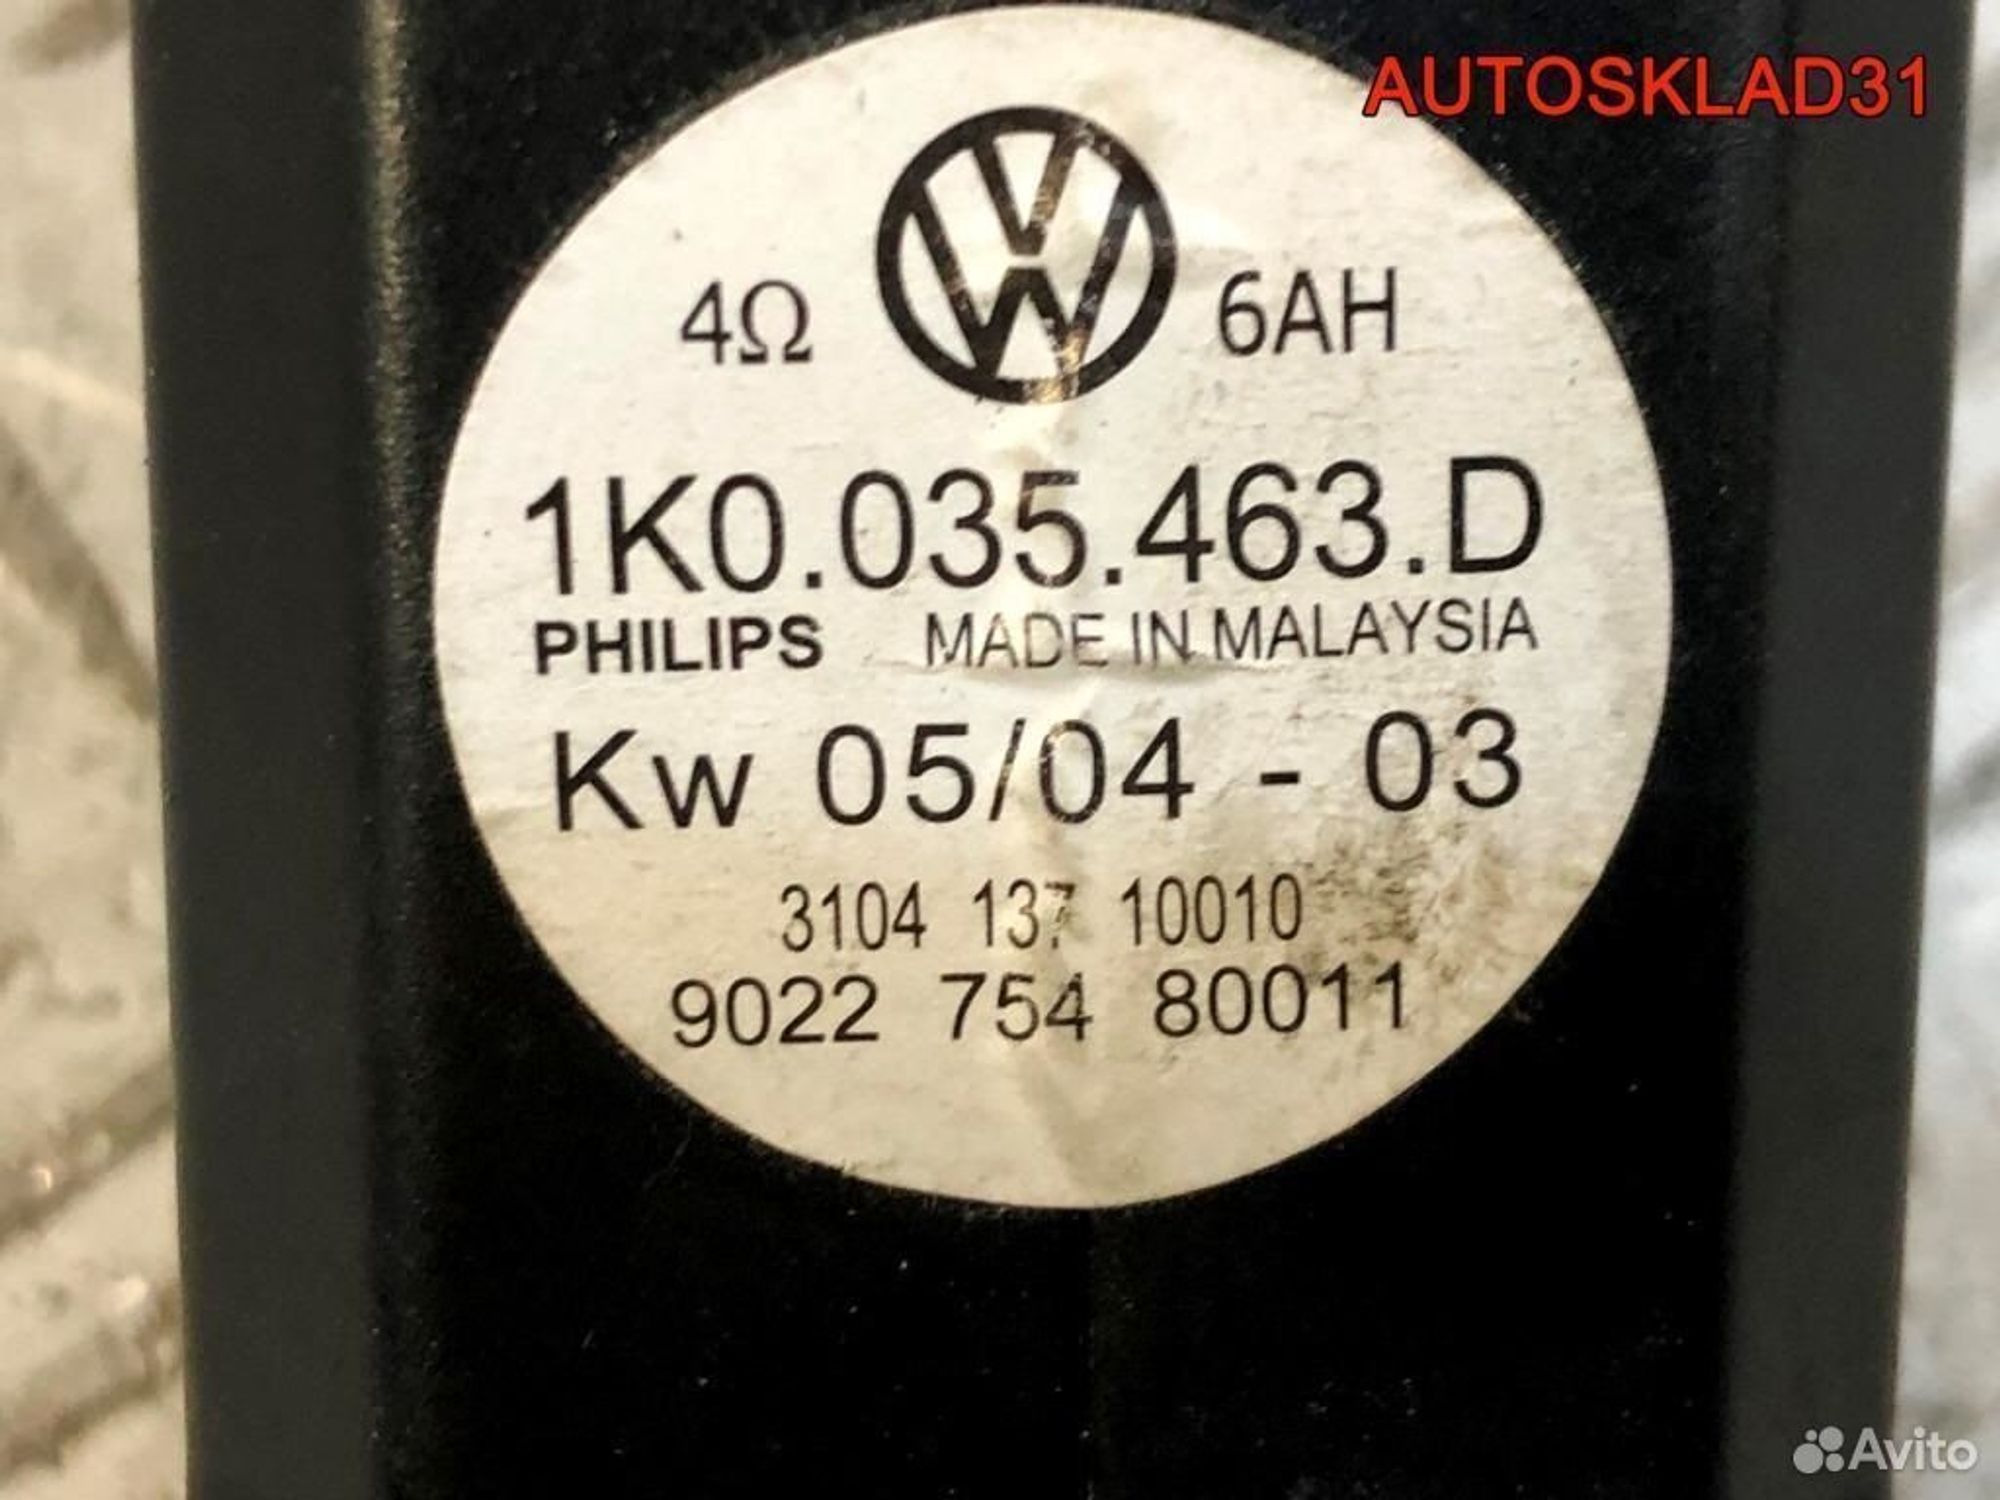 AUTOSKLAD31
4Ω 6AH
1K0.035.463.D
PHILIPS MADE IN MALAYSIA
Kw 05/04 - 03
3104 137 10010
9022 754 80011
Avito